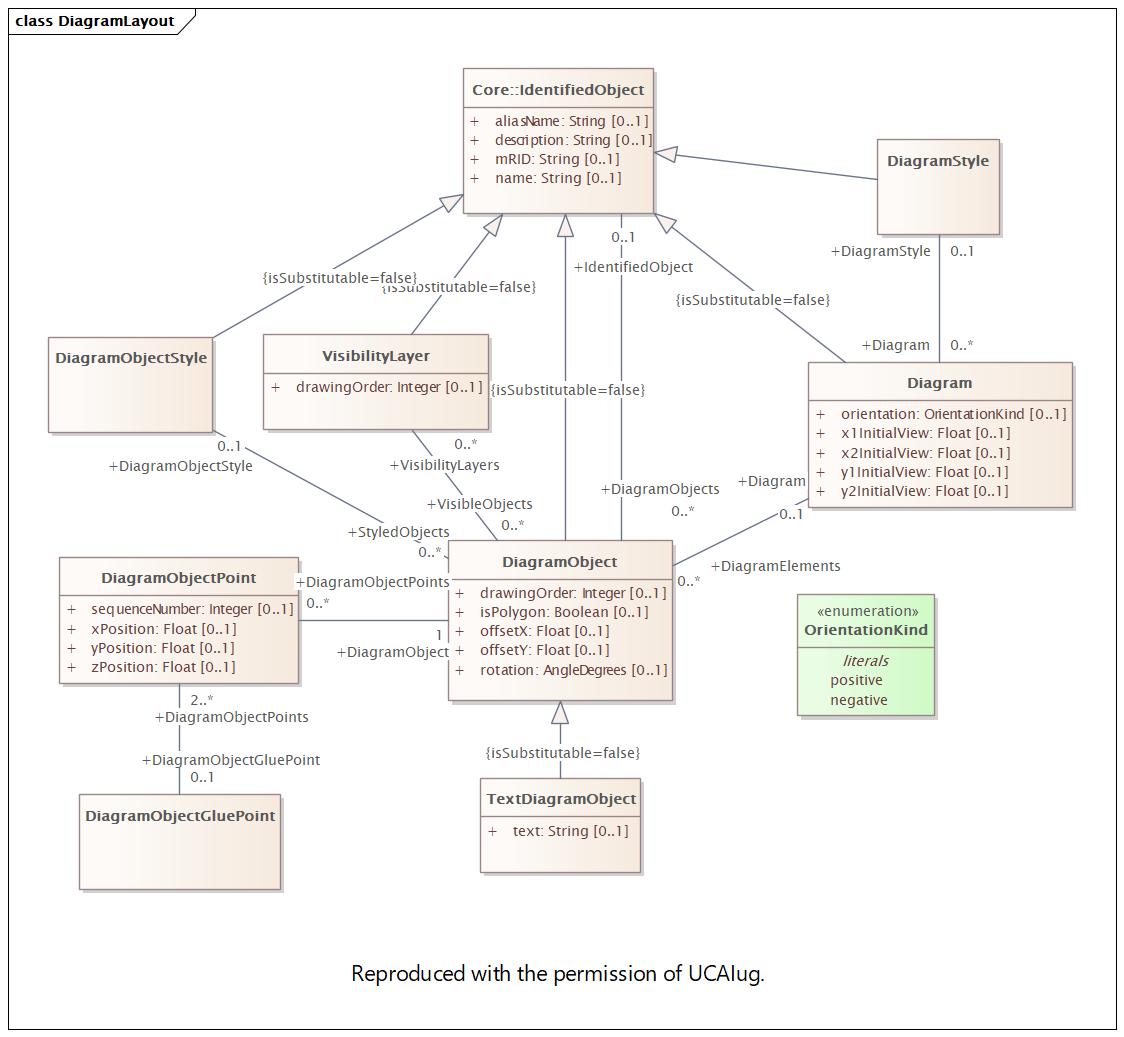 class DiagramLayout
Core::IdentifiedObject
+ aliasName: String [0..1]
+ description: String [0..1]
+ mRID: String [0..1]
+ name: String [0..1]
DiagramStyle
0..1
+IdentifiedObject
+DiagramStyle 0..1
{isSubstitutable=false}
{isSubstitutable=false}
{isSubstitutable=false}
+Diagram 0..*
DiagramObjectStyle
VisibilityLayer
+ drawingOrder: Integer [0..1]
{isSubstitutable=false}
Diagram
+ orientation: OrientationKind [0..1]
+ x1InitialView: Float [0..1]
+ x2InitialView: Float [0..1]
+ y1InitialView: Float [0..1]
+ y2InitialView: Float [0..1]
0..1
+DiagramObjectStyle
0..*
+VisibilityLayers
+VisibleObjects
0..*
+StyledObjects
0..*
+DiagramObjects
0..*
+Diagram
0..1
+DiagramElements
0..*
DiagramObjectPoint
+ sequenceNumber: Integer [0..1]
+ xPosition: Float [0..1]
+ yPosition: Float [0..1]
+ zPosition: Float [0..1]
+DiagramObjectPoints
0..*
1
+DiagramObject
DiagramObject
+ drawingOrder: Integer [0..1]
+ isPolygon: Boolean [0..1]
+ offsetX: Float [0..1]
+ offsetY: Float [0..1]
+ rotation: AngleDegrees [0..1]
«enumeration»
OrientationKind
literals
positive
negative
2..*
+DiagramObjectPoints
+DiagramObjectGluePoint
0..1
DiagramObjectGluePoint
{isSubstitutable=false}
TextDiagramObject
+ text: String [0..1]
Reproduced with the permission of UCAIug.